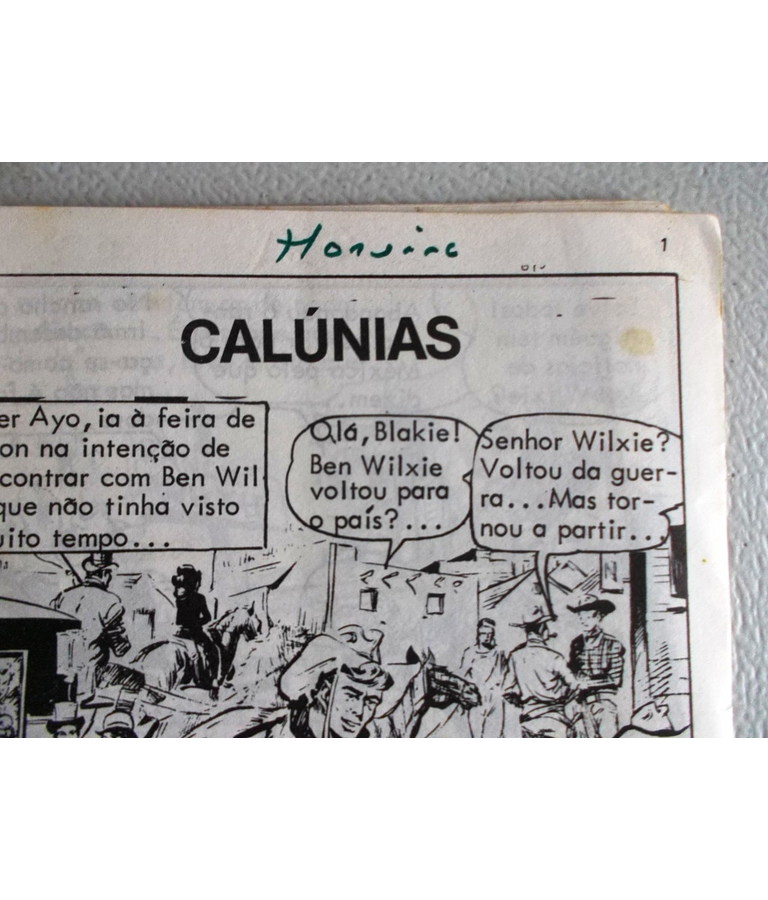 1
CALÚNIAS
er Ayo, ia à feira de
on na intenção de
contrar com Ben Wil
que não tinha visto
uito tempo...
Olá, Blakie!
Ben Wilxie
voltou para
o país?...
Senhor Wilxie?
Voltou da guer-
ra...Mas tor-
nou a partir...